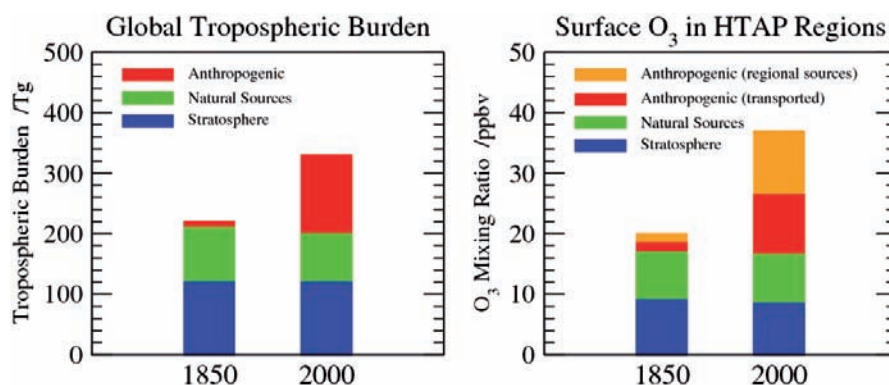 Global Tropospheric Burden
Tropospheric Burden /Tg
500
400
300
200
100
0
Anthropogenic
Natural Sources
Stratosphere
1850
2000
Surface O₃ in HTAP Regions
O₃ Mixing Ratio /ppbv
50
40
30
20
10
0
Anthropogenic (regional sources)
Anthropogenic (transported)
Natural Sources
Stratosphere
1850
2000